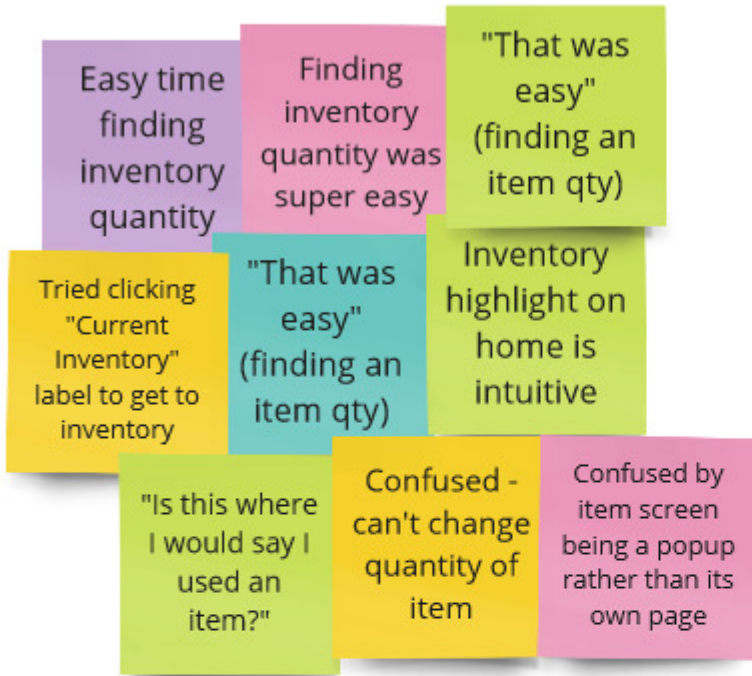 Easy time
finding
inventory
quantity
Finding
inventory
quantity was
super easy
"That was
easy"
(finding an
item qty)
Tried clicking
"Current
Inventory"
label to get to
inventory
"That was
easy"
(finding an
item qty)
Inventory
highlight on
home is
intuitive
"Is this where
I would say I
used an
item?"
Confused -
can't change
quantity of
item
Confused by
item screen
being a popup
rather than its
own page